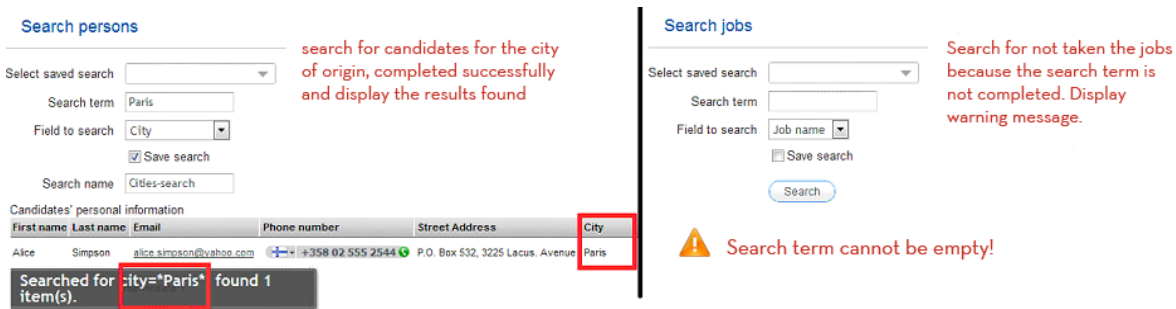 Search persons
search for candidates for the city
of origin, completed successfully
and display the results found
Select saved search
Search term Paris
Field to search City
Save search
Search name Cities-search
Candidates' personal information
First name Last name Email Phone number Street Address City
Alice Simpson alice.simpson@yahoo.com +358 02 555 2544 P.O. Box 532, 3225 Lacus. Avenue Paris
Searched for city=*Paris* found 1
item(s).
Search jobs
Search for not taken the jobs
because the search term is
not completed. Display
warning message.
Select saved search
Search term
Field to search Job name
Save search
Search
Search term cannot be empty!